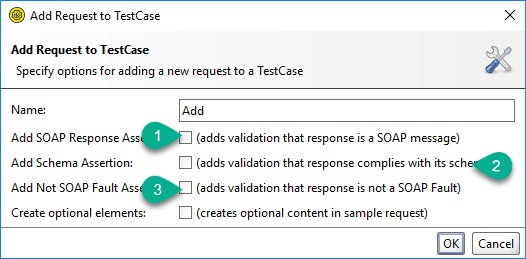 Add Request to TestCase
Add Request to TestCase
Specify options for adding a new request to a TestCase
Name: Add
Add SOAP Response Asse 1 (adds validation that response is a SOAP message)
Add Schema Assertion: (adds validation that response complies with its schem 2
Add Not SOAP Fault Asse 3 (adds validation that response is not a SOAP Fault)
Create optional elements: (creates optional content in sample request)
OK Cancel